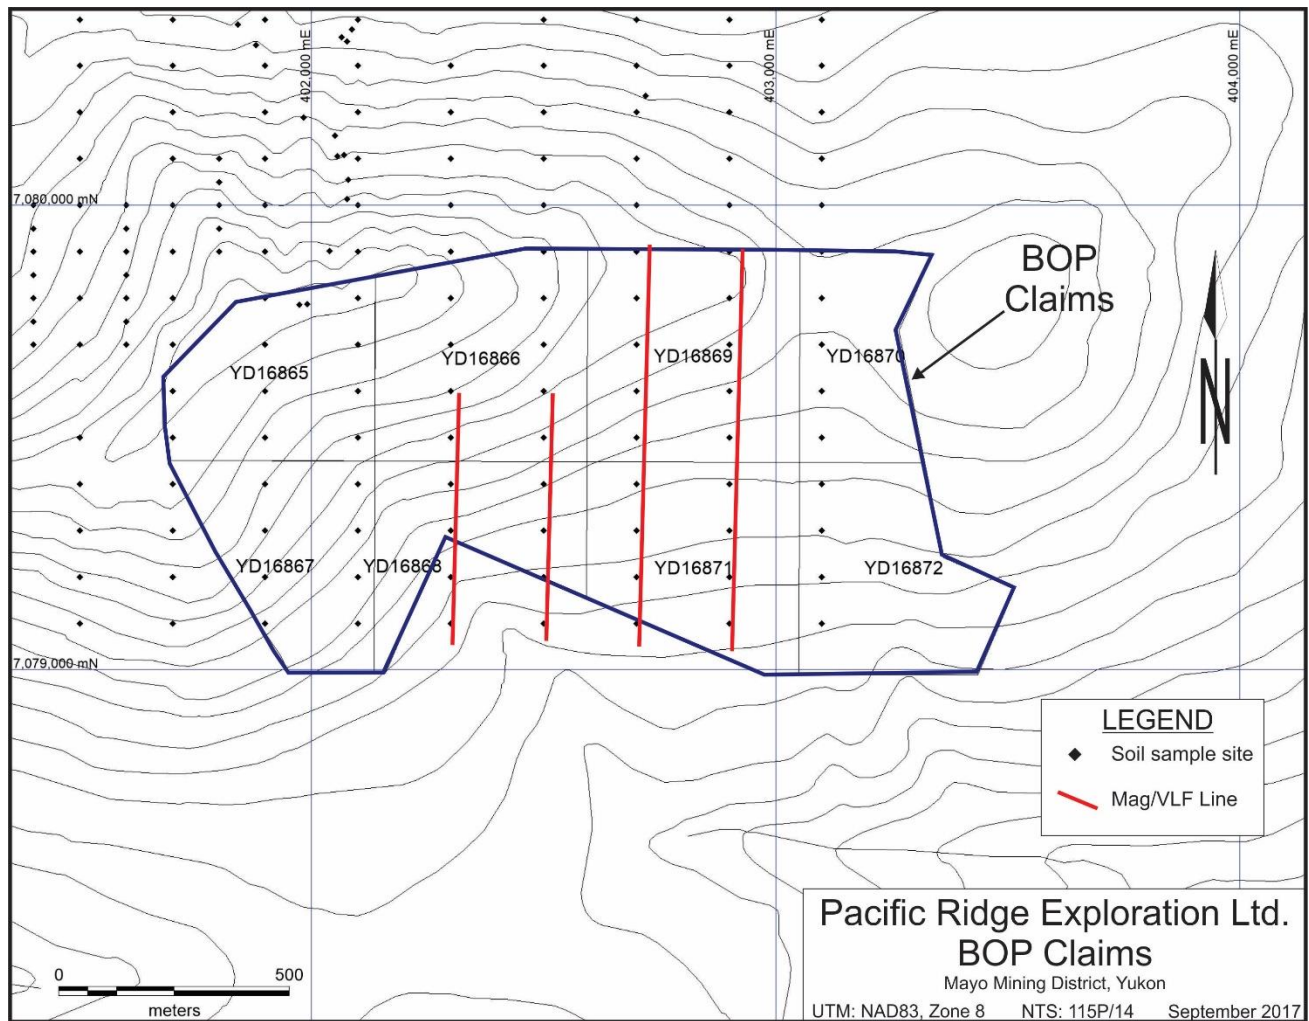 402,000 mE
403,000 mE
404,000 mE
7,080,000 mN
BOP
Claims
YD16865
YD16866
YD16869
YD16870
YD16867
YD16868
YD16871
YD16872
7,079,000 mN
N
LEGEND
Soil sample site
Mag/VLF Line
0 500
meters
Pacific Ridge Exploration Ltd.
BOP Claims
Mayo Mining District, Yukon
UTM: NAD83, Zone 8 NTS: 115P/14 September 2017